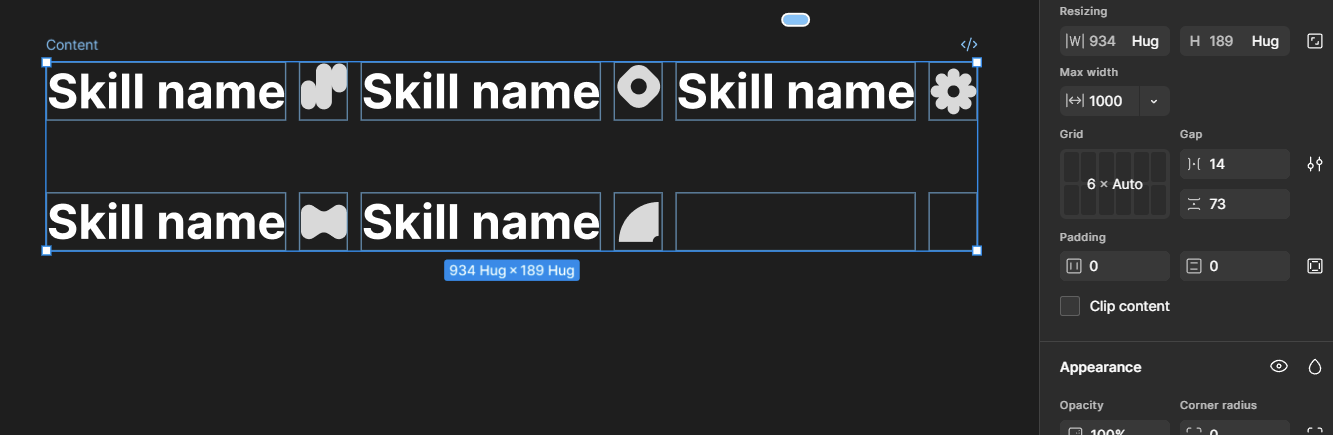 Resizing
Content
</>
|W| 934 Hug
H 189 Hug
Skill name Skill name Skill name
Max width
1000
Grid
Gap
6 × Auto
14
73
Skill name Skill name
Padding
0
0
934 Hug × 189 Hug
Clip content
Appearance
Opacity
Corner radius
100%
0